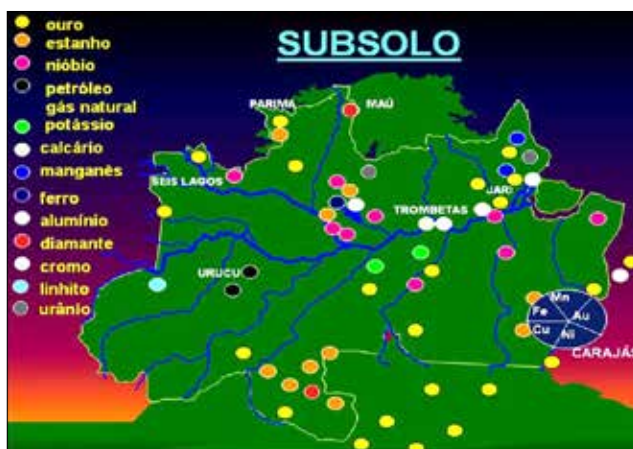 SUBSOLO
ouro
estanho
nióbio
petróleo
gás natural
potássio
calcário
manganês
ferro
alumínio
diamante
cromo
linhito
urânio
PARIMA
MAÚ
SEIS LAGOS
JARI
TROMBETAS
URUCU
Mn
Fe
Au
Cu
Ni
CARAJÁS